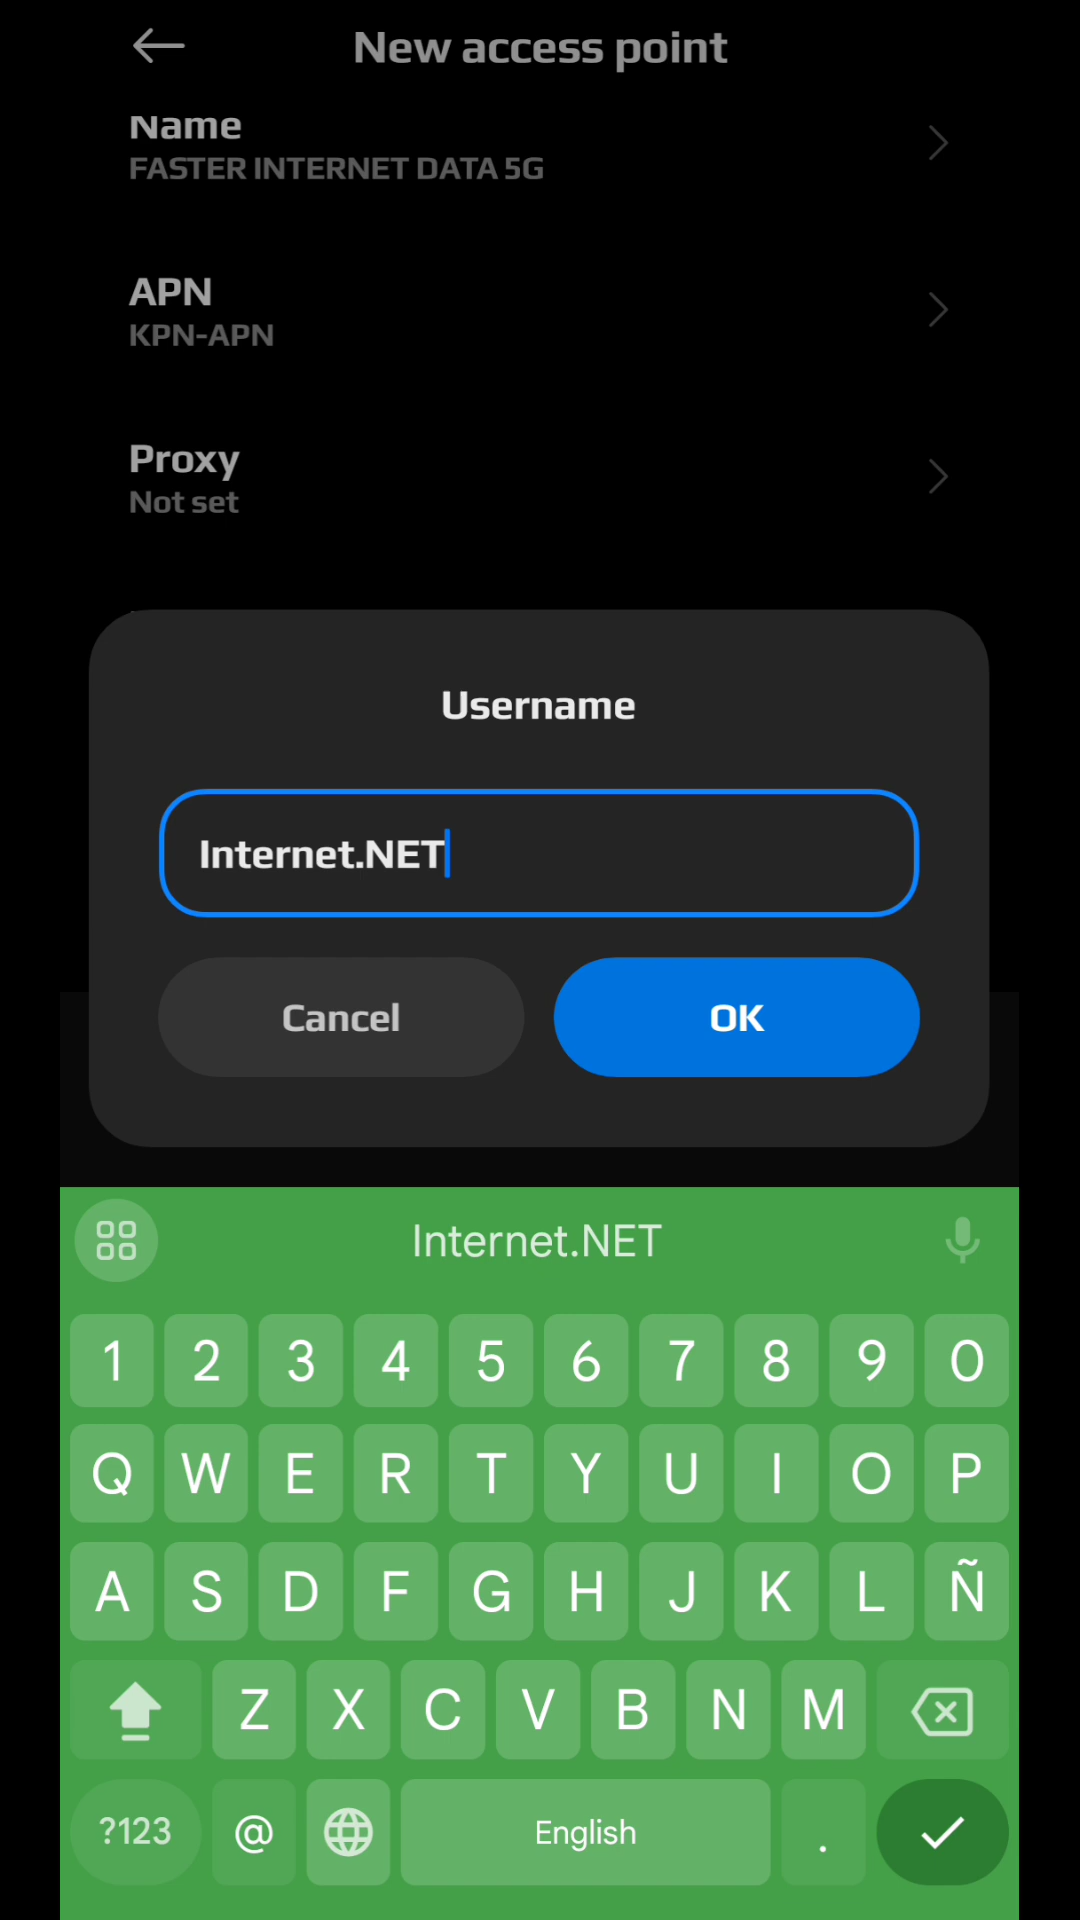 New access point
Name
FASTER INTERNET DATA 5G
APN
KPN-APN
Proxy
Not set
Username
Internet.NET
Cancel
OK
Internet.NET
1 2 3 4 5 6 7 8 9 0
Q W E R T Y U I O P
A S D F G H J K L Ñ
Z X C V B N M
?123 @ English .